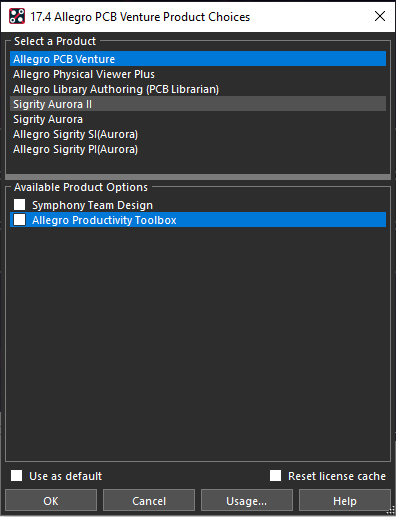 17.4 Allegro PCB Venture Product Choices
Select a Product
Allegro PCB Venture
Allegro Physical Viewer Plus
Allegro Library Authoring (PCB Librarian)
Sigrity Aurora II
Sigrity Aurora
Allegro Sigrity SI(Aurora)
Allegro Sigrity PI(Aurora)
Available Product Options
Symphony Team Design
Allegro Productivity Toolbox
Use as default Reset license cache
OK Cancel Usage... Help